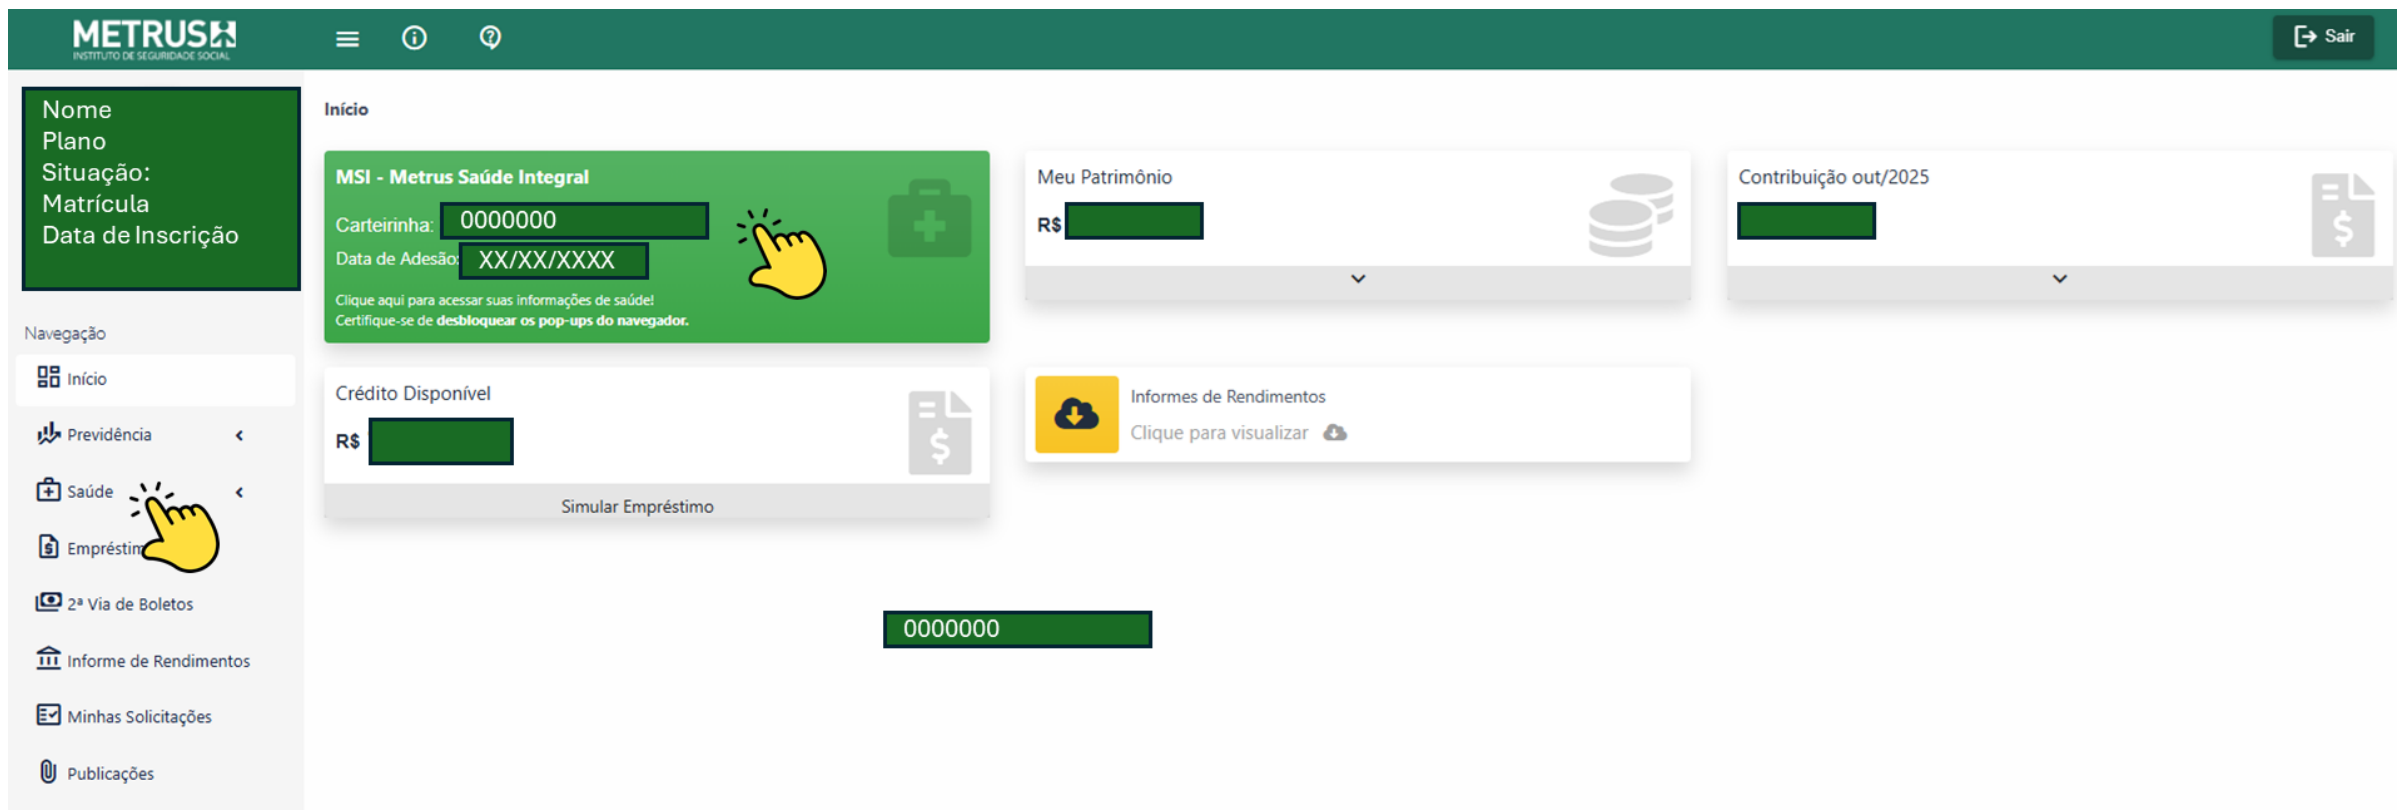 METRUS
INSTITUTO DE SEGURIDADE SOCIAL
Sair
Nome
Plano
Situação:
Matrícula
Data de Inscrição
Navegação
Início
Previdência
Saúde
2ª Via de Boletos
Informe de Rendimentos
Minhas Solicitações
Publicações
Início
MSI - Metrus Saúde Integral
Carteirinha: 0000000
Data de Adesão: XX/XX/XXXX
Clique aqui para acessar suas informações de saúde!
Certifique-se de desbloquear os pop-ups do navegador.
Meu Patrimônio
R$
Contribuição out/2025
Crédito Disponível
R$
Simular Empréstimo
Informes de Rendimentos
Clique para visualizar
0000000